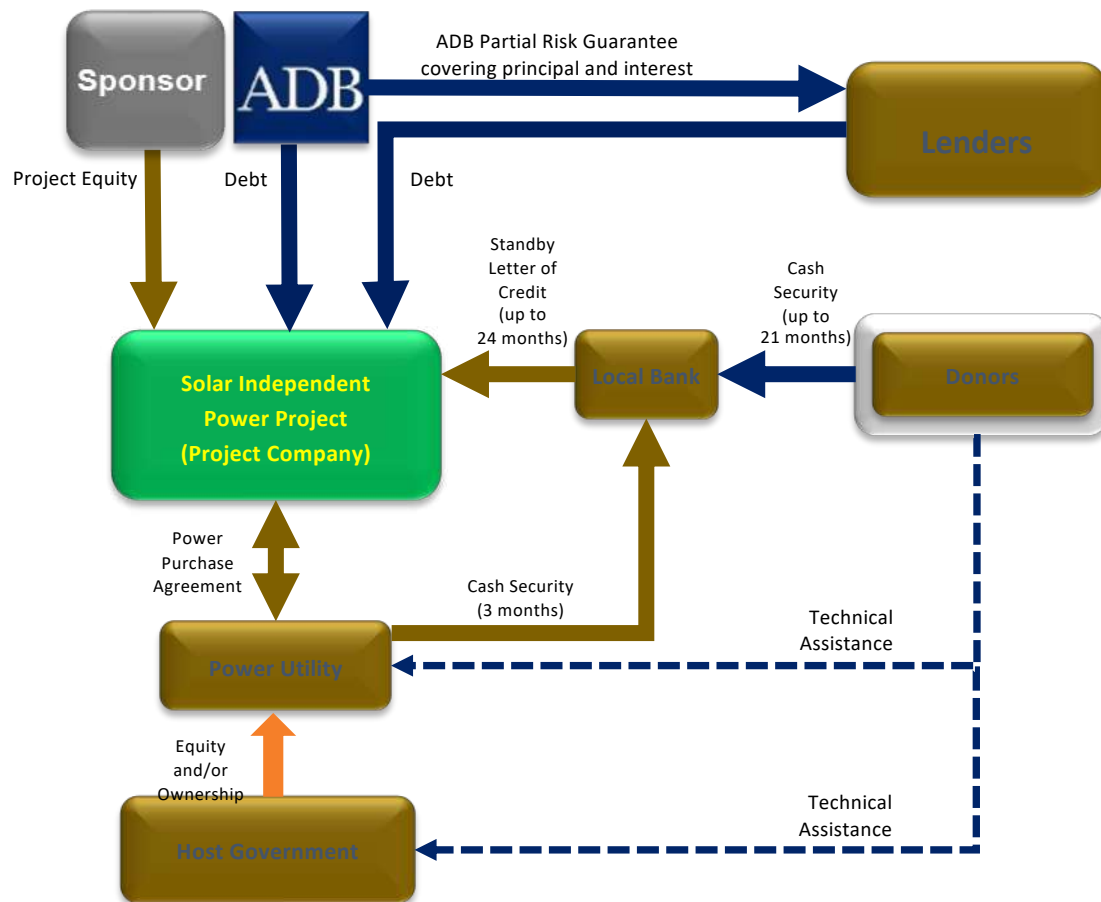 Sponsor
ADB
ADB Partial Risk Guarantee
covering principal and interest
Lenders
Project Equity
Debt
Debt
Standby
Letter of
Credit
(up to
24 months)
Cash
Security
(up to
21 months)
Solar Independent
Power Project
(Project Company)
Local Bank
Donors
Power
Purchase
Agreement
Cash Security
(3 months)
Technical
Assistance
Power Utility
Equity
and/or
Ownership
Technical
Assistance
Host Government